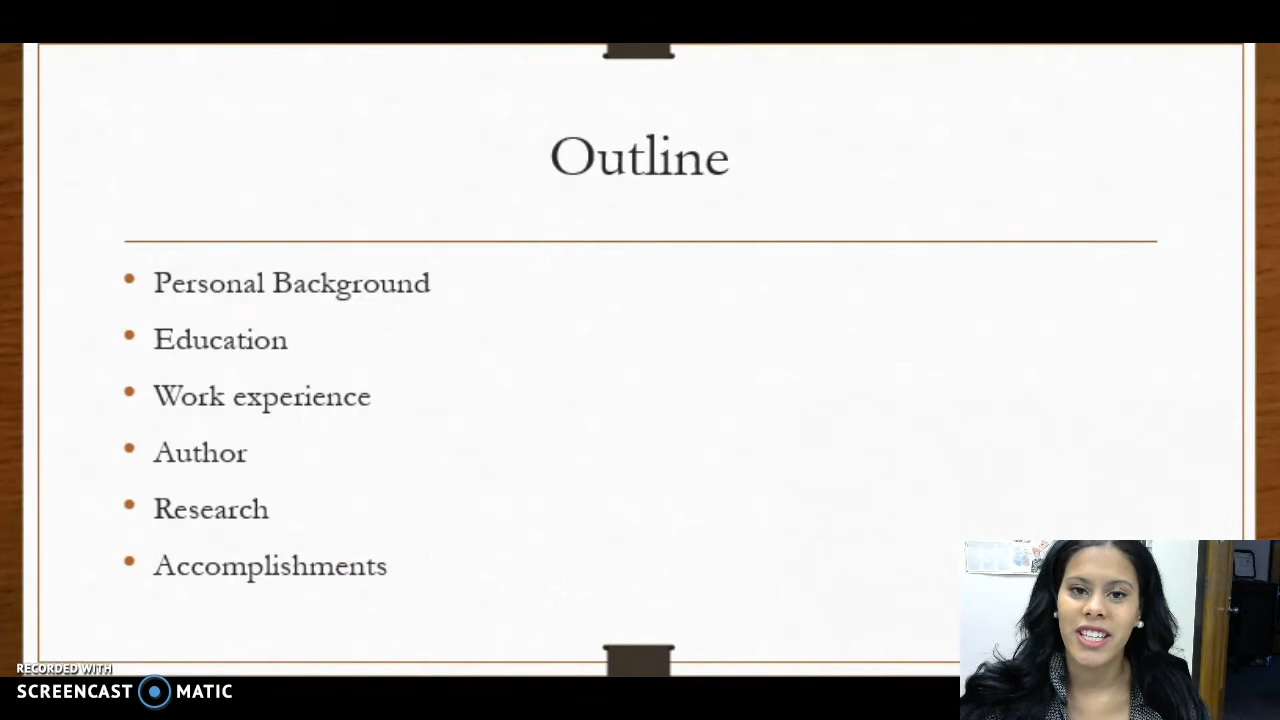 Outline
Personal Background
Education
Work experience
Author
Research
Accomplishments
RECORDED WITH
SCREENCAST MATIC